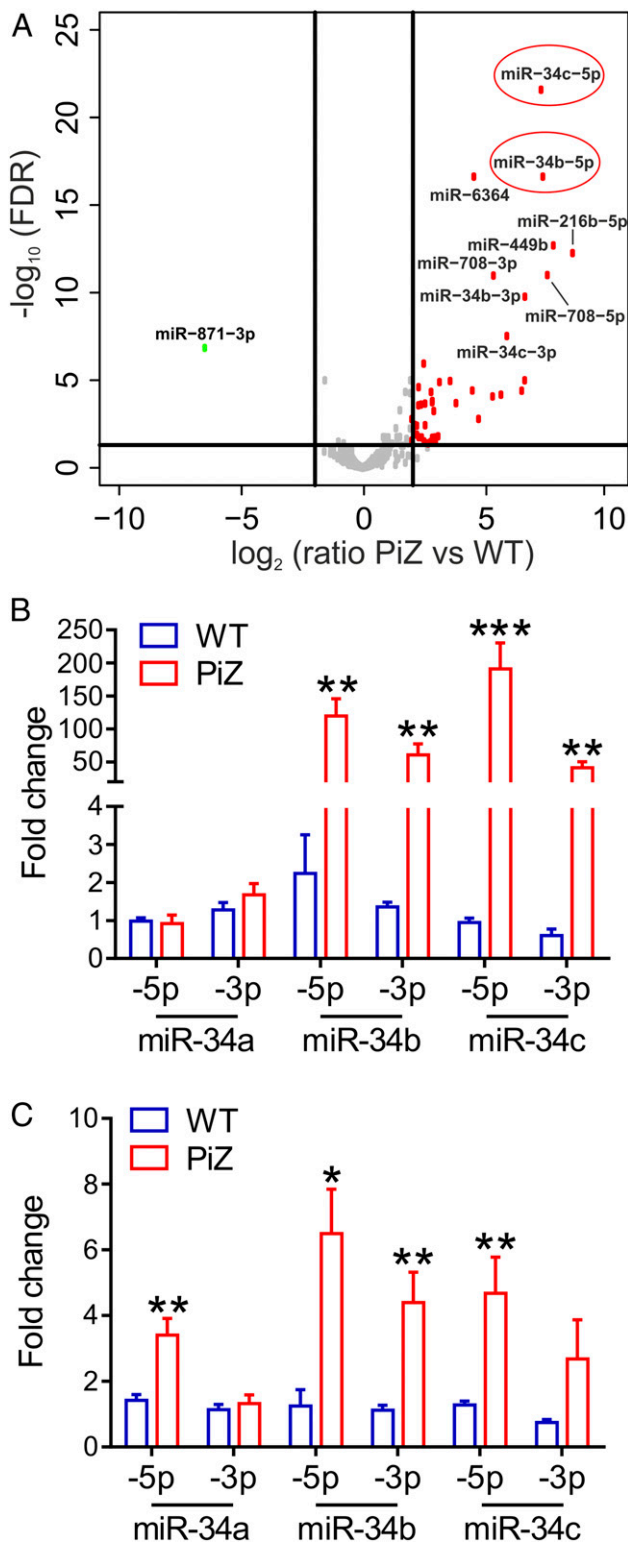 A
25
20
15
10
5
0
-log₁₀ (FDR)
miR−34c−5p
miR−34b−5p
miR−6364
miR−216b−5p
miR−449b
miR−708−3p
miR−34b−3p
miR−708−5p
miR−34c−3p
miR−871−3p
−10 −5 0 5 10
log₂ (ratio PiZ vs WT)
B
WT
PiZ
250
200
150
100
50
4
3
2
1
0
Fold change
** ** *** **
-5p -3p -5p -3p -5p -3p
miR-34a miR-34b miR-34c
C
WT
PiZ
10
8
6
4
2
0
Fold change
** * ** **
-5p -3p -5p -3p -5p -3p
miR-34a miR-34b miR-34c